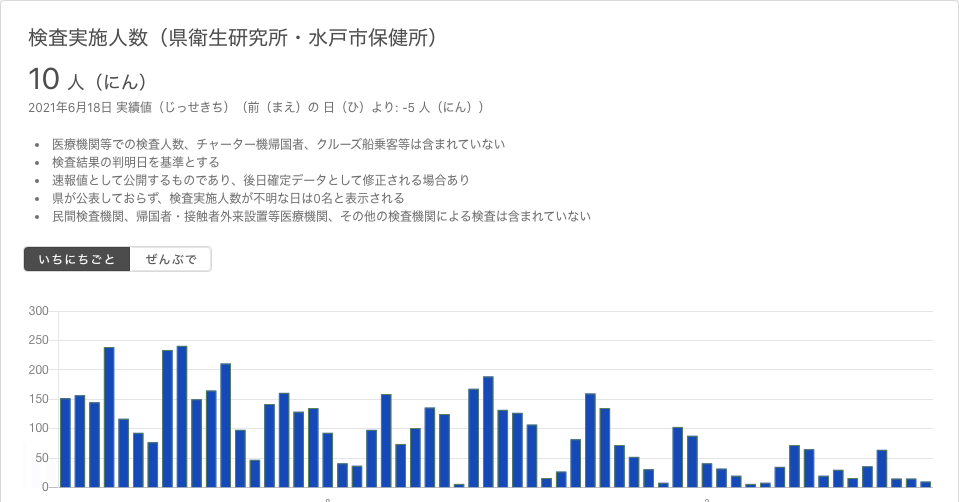 検査実施人数（県衛生研究所・水戸市保健所）
10 人（にん）
2021年6月18日 実績値（じっせきち）（前（まえ）の 日（ひ）より: -5 人（にん））
医療機関等での検査人数、チャーター機帰国者、クルーズ船乗客等は含まれていない
検査結果の判明日を基準とする
速報値として公開するものであり、後日確定データとして修正される場合あり
県が公表しておらず、検査実施人数が不明な日は0名と表示される
民間検査機関、帰国者・接触者外来設置等医療機関、その他の検査機関による検査は含まれていない
いちにちごと ぜんぶで
300
250
200
150
100
50
0